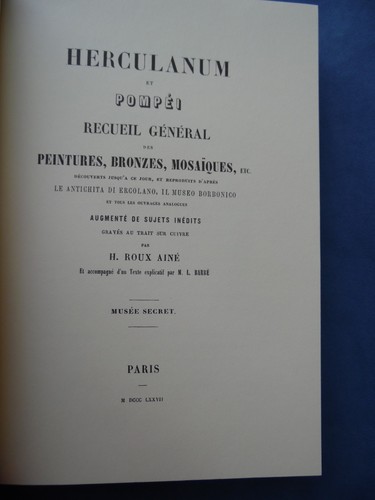 HERCULANUM
ET
POMPÉI
RECUEIL GÉNÉRAL
DES
PEINTURES, BRONZES, MOSAÏQUES, ETC.
DÉCOUVERTS JUSQU'A CE JOUR, ET REPRODUITS D'APRÈS
LE ANTICHITA DI ERCOLANO, IL MUSEO BORBONICO
ET TOUS LES OUVRAGES ANALOGUES
AUGMENTÉ DE SUJETS INÉDITS
GRAVÉS AU TRAIT SUR CUIVRE
PAR
H. ROUX AINÉ
Et accompagné d'un Texte explicatif par M. L. BARRÉ
MUSÉE SECRET.
PARIS
M DCCC LXXVII